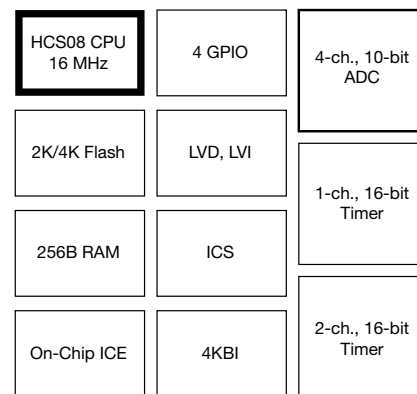 HCS08 CPU
16 MHz
4 GPIO
4-ch., 10-bit
ADC
2K/4K Flash
LVD, LVI
1-ch., 16-bit
Timer
256B RAM
ICS
2-ch., 16-bit
Timer
On-Chip ICE
4KBI